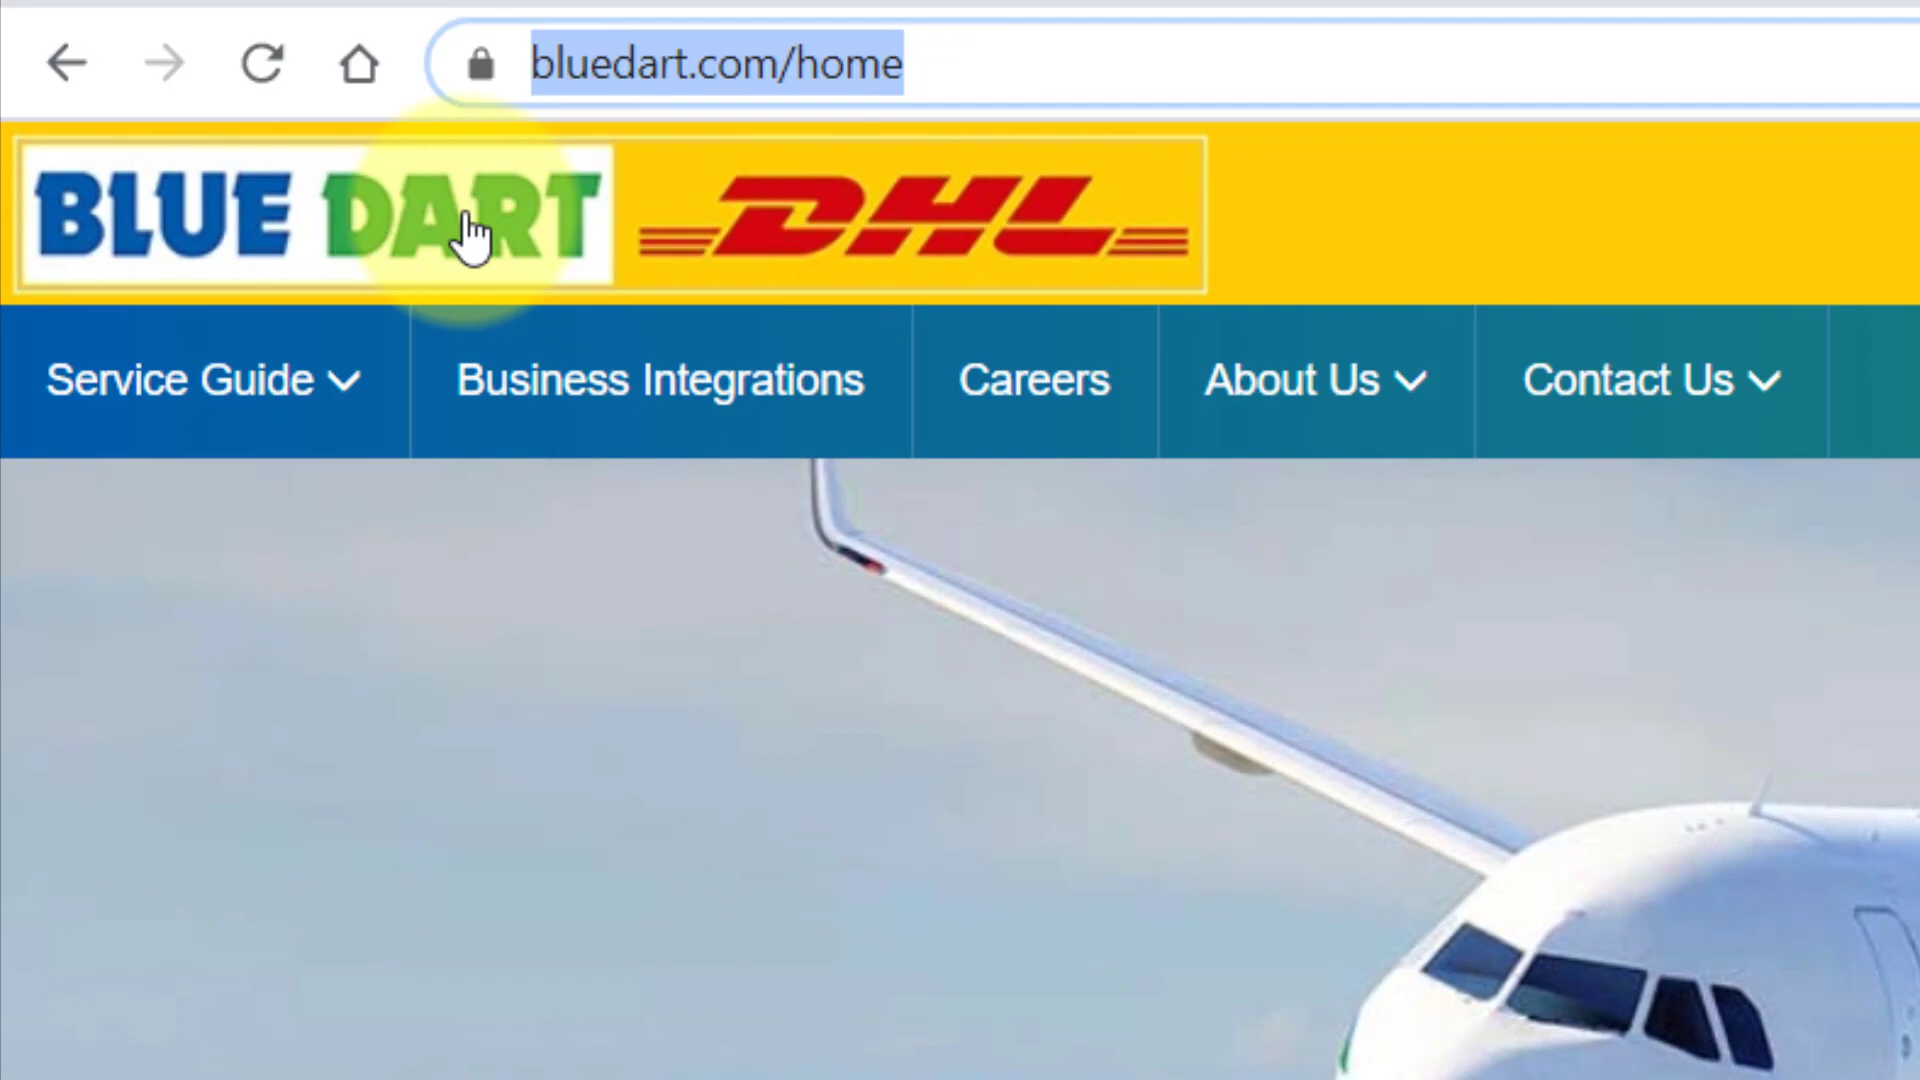 bluedart.com/home
BLUE DART DHL
Service Guide Business Integrations Careers About Us Contact Us